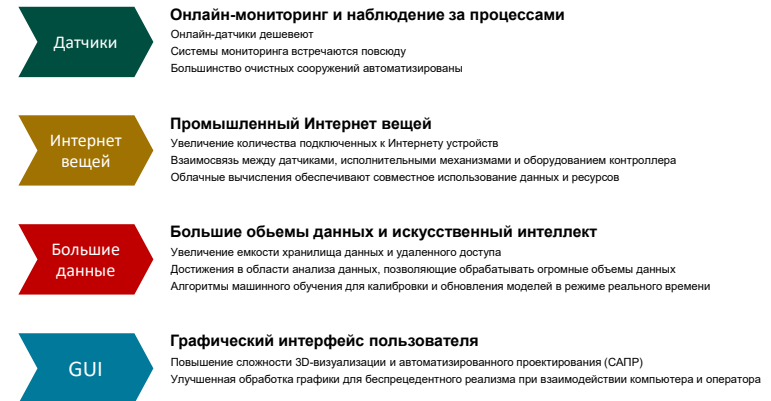 Датчики
Онлайн-мониторинг и наблюдение за процессами
Онлайн-датчики дешевеют
Системы мониторинга встречаются повсюду
Большинство очистных сооружений автоматизированы
Интернет
вещей
Промышленный Интернет вещей
Увеличение количества подключенных к Интернету устройств
Взаимосвязь между датчиками, исполнительными механизмами и оборудованием контроллера
Облачные вычисления обеспечивают совместное использование данных и ресурсов
Большие
данные
Большие обьемы данных и искусственный интеллект
Увеличение емкости хранилища данных и удаленного доступа
Достижения в области анализа данных, позволяющие обрабатывать огромные объемы данных
Алгоритмы машинного обучения для калибровки и обновления моделей в режиме реального времени
GUI
Графический интерфейс пользователя
Повышение сложности 3D-визуализации и автоматизированного проектирования (САПР)
Улучшенная обработка графики для беспрецедентного реализма при взаимодействии компьютера и оператора